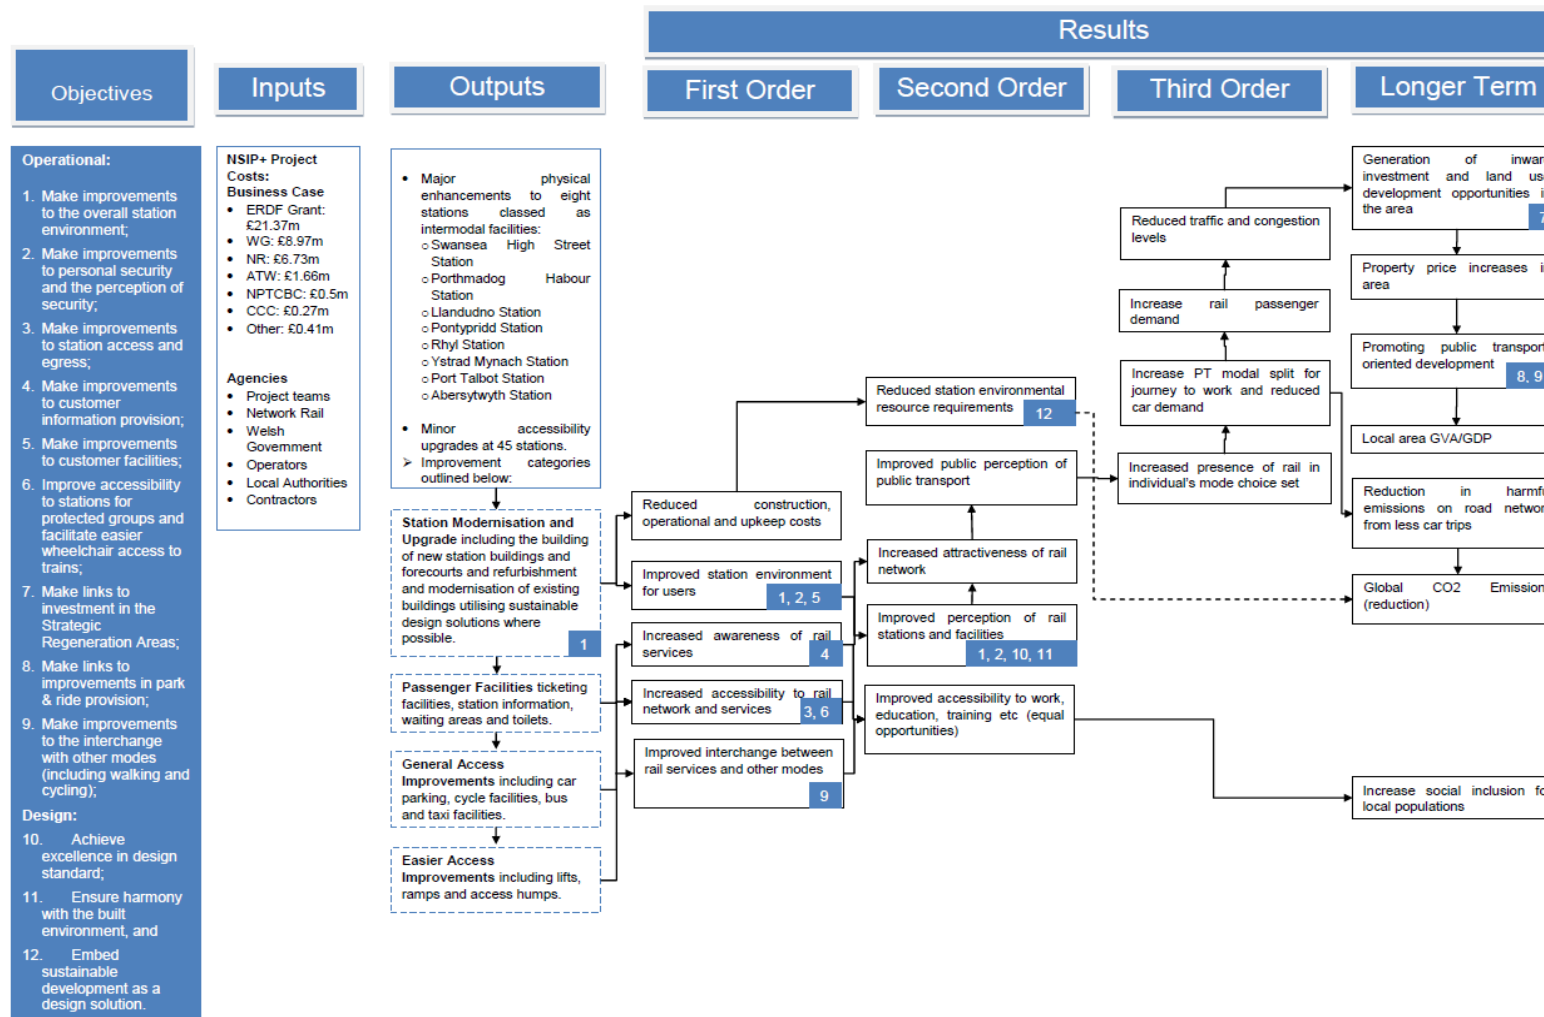 Results
Objectives
Inputs
Outputs
First Order
Second Order
Third Order
Longer Term
Operational:
1. Make improvements
to the overall station
environment;
2. Make improvements
to personal security
and the perception of
security;
3. Make improvements
to station access and
egress;
4. Make improvements
to customer
information provision;
5. Make improvements
to customer facilities;
6. Improve accessibility
to stations for
protected groups and
facilitate easier
wheelchair access to
trains;
7. Make links to
investment in the
Strategic
Regeneration Areas;
8. Make links to
improvements in park
& ride provision;
9. Make improvements
to the interchange
with other modes
(including walking and
cycling);
Design:
10. Achieve
excellence in design
standard;
11. Ensure harmony
with the built
environment, and
12. Embed
sustainable
development as a
design solution.
NSIP+ Project
Costs:
Business Case
• ERDF Grant:
£21.37m
• WG: £8.97m
• NR: £6.73m
• ATW: £1.66m
• NPTCBC: £0.5m
• CCC: £0.27m
• Other: £0.41m
Agencies
• Project teams
• Network Rail
• Welsh
Government
• Operators
• Local Authorities
• Contractors
• Major physical
enhancements to eight
stations classed as
intermodal facilities:
o Swansea High Street
Station
o Porthmadog Habour
Station
o Llandudno Station
o Pontypridd Station
o Rhyl Station
o Ystrad Mynach Station
o Port Talbot Station
o Abersytwyth Station
• Minor accessibility
upgrades at 45 stations.
➢ Improvement categories
outlined below:
Station Modernisation and
Upgrade including the building
of new station buildings and
forecourts and refurbishment
and modernisation of existing
buildings utilising sustainable
design solutions where
possible.
1
Passenger Facilities ticketing
facilities, station information,
waiting areas and toilets.
General Access
Improvements including car
parking, cycle facilities, bus
and taxi facilities.
Easier Access
Improvements including lifts,
ramps and access humps.
Reduced construction,
operational and upkeep costs
Improved station environment
for users
1, 2, 5
Increased awareness of rail
services
4
Increased accessibility to rail
network and services
3, 6
Improved interchange between
rail services and other modes
9
Reduced station environmental
resource requirements
12
Improved public perception of
public transport
Increased attractiveness of rail
network
Improved perception of rail
stations and facilities
1, 2, 10, 11
Improved accessibility to work,
education, training etc (equal
opportunities)
Reduced traffic and congestion
levels
Increase rail passenger
demand
Increase PT modal split for
journey to work and reduced
car demand
Increased presence of rail in
individual's mode choice set
Generation of inwar
investment and land us
development opportunities i
the area
7
Property price increases i
area
Promoting public transport
oriented development
8, 9
Local area GVA/GDP
Reduction in harmfu
emissions on road networ
from less car trips
Global CO2 Emission
(reduction)
Increase social inclusion fo
local populations